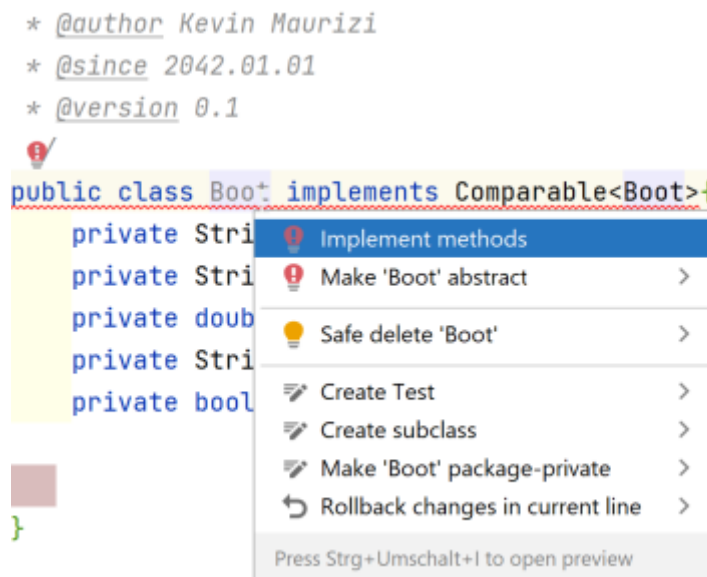 * @author Kevin Maurizi
* @since 2042.01.01
* @version 0.1
/
public class Boot implements Comparable<Boot>{
private Stri
private Stri
private doub
private Stri
private bool
}
Implement methods
Make 'Boot' abstract
Safe delete 'Boot'
Create Test
Create subclass
Make 'Boot' package-private
Rollback changes in current line
Press Strg+Umschalt+I to open preview